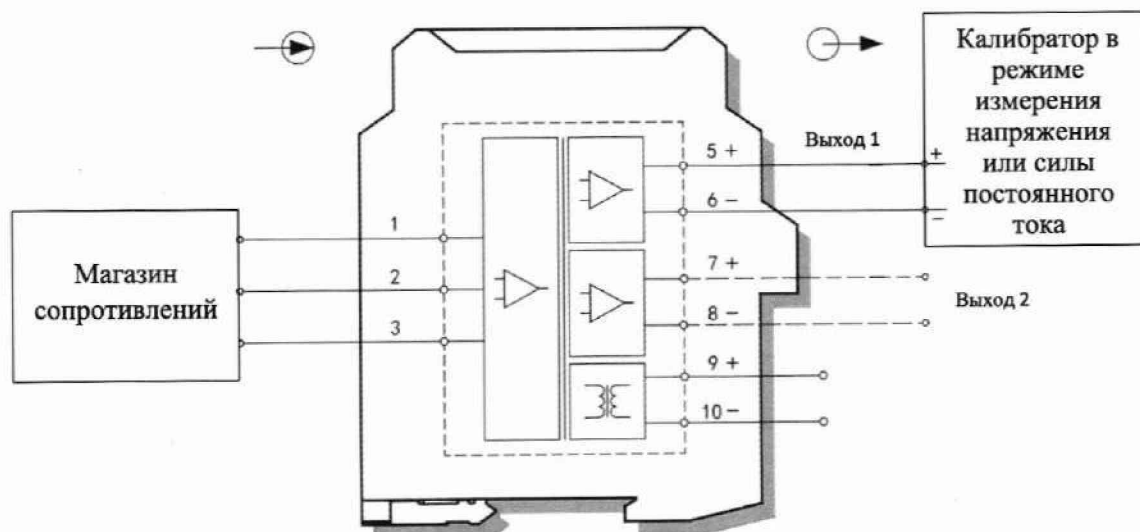 Калибратор в
режиме
измерения
напряжения
или силы
постоянного
тока
Выход 1
5 +
6 –
+
–
Магазин
сопротивлений
1
2
3
7 +
8 –
Выход 2
9 +
10 –